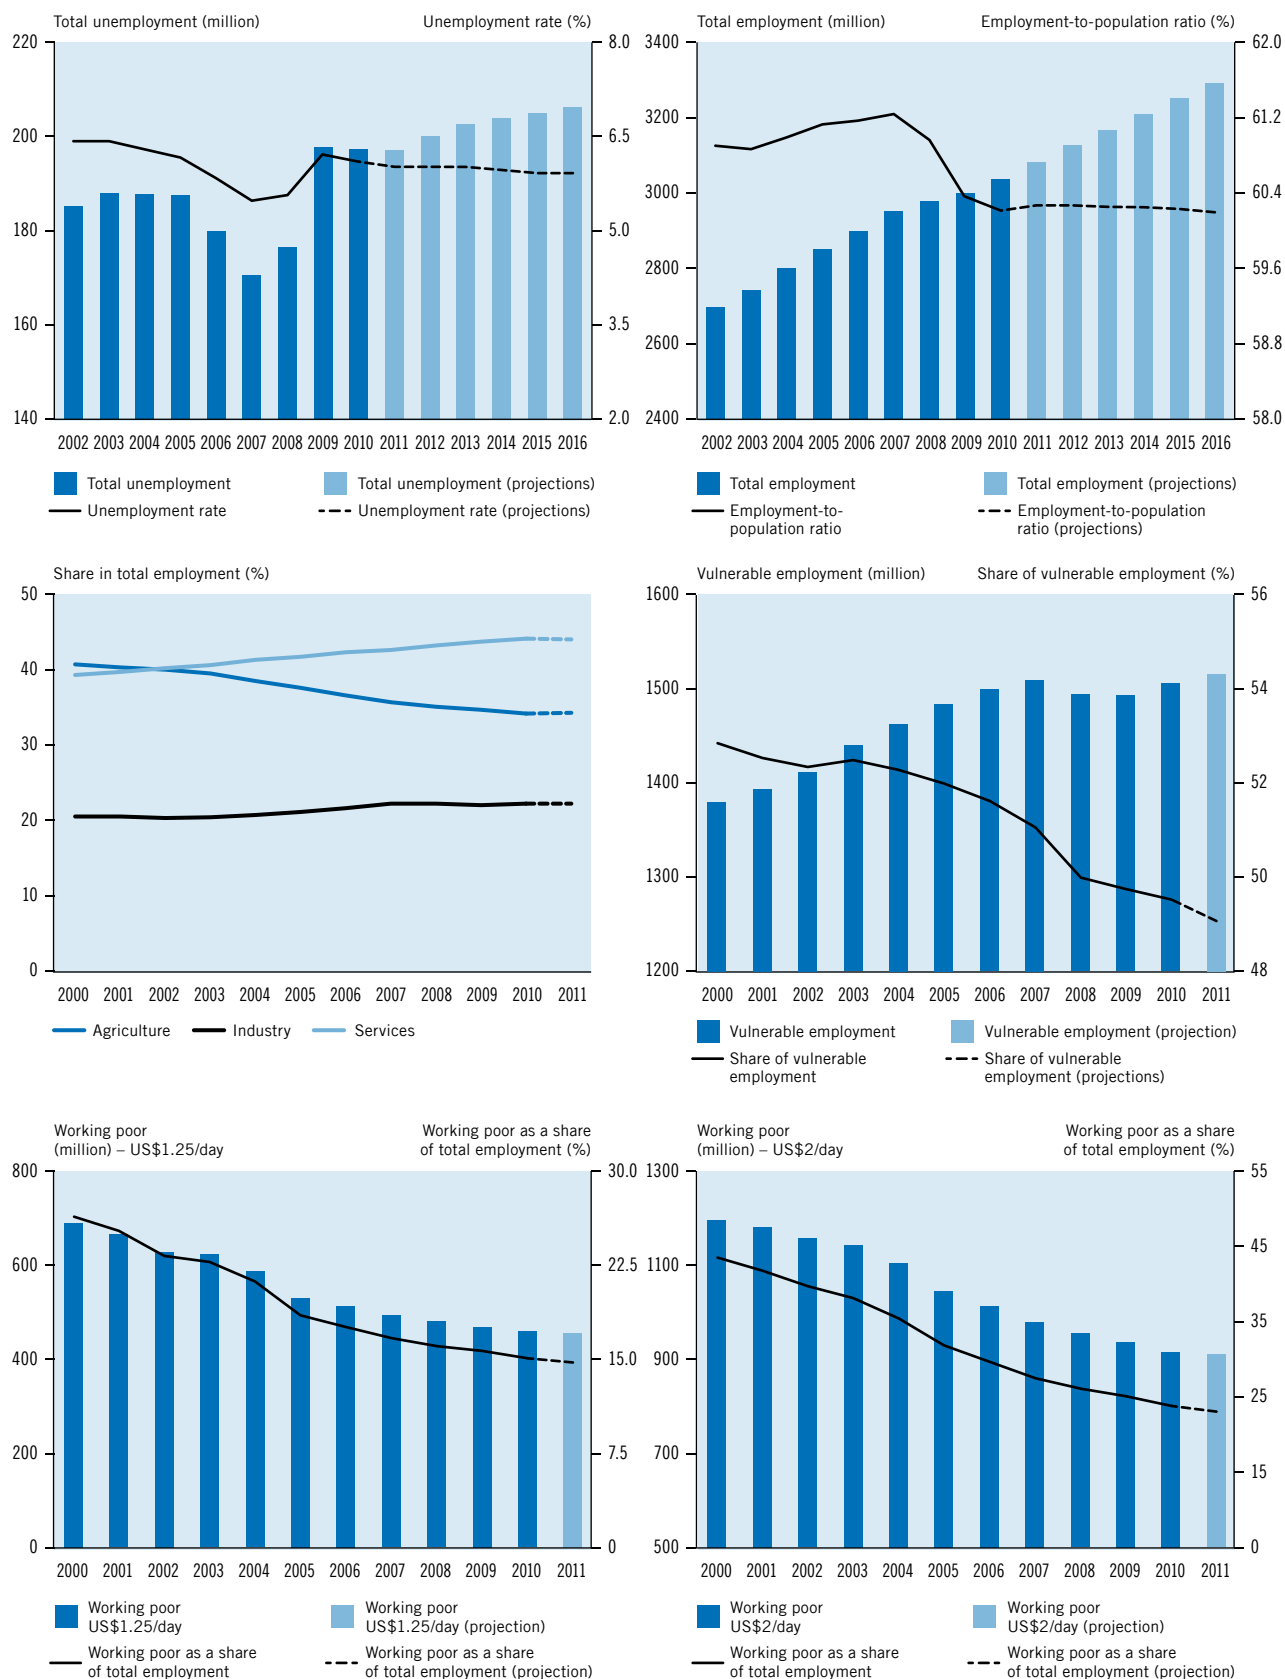 Total unemployment (million) Unemployment rate (%)
220 8.0
200 6.5
180 5.0
160 3.5
140 2.0
2002 2003 2004 2005 2006 2007 2008 2009 2010 2011 2012 2013 2014 2015 2016
Total unemployment Total unemployment (projections)
Unemployment rate Unemployment rate (projections)
Total employment (million) Employment-to-population ratio (%)
3400 62.0
3200 61.2
3000 60.4
2800 59.6
2600 58.8
2400 58.0
2002 2003 2004 2005 2006 2007 2008 2009 2010 2011 2012 2013 2014 2015 2016
Total employment Total employment (projections)
Employment-to- Employment-to-population
population ratio ratio (projections)
Share in total employment (%)
50
40
30
20
10
0
2000 2001 2002 2003 2004 2005 2006 2007 2008 2009 2010 2011
Agriculture Industry Services
Vulnerable employment (million) Share of vulnerable employment (%)
1600 56
1500 54
1400 52
1300 50
1200 48
2000 2001 2002 2003 2004 2005 2006 2007 2008 2009 2010 2011
Vulnerable employment Vulnerable employment (projection)
Share of vulnerable Share of vulnerable
employment employment (projections)
Working poor Working poor as a share
(million) – US$1.25/day of total employment (%)
800 30.0
600 22.5
400 15.0
200 7.5
0 0
2000 2001 2002 2003 2004 2005 2006 2007 2008 2009 2010 2011
Working poor Working poor
US$1.25/day US$1.25/day (projection)
Working poor as a share Working poor as a share
of total employment of total employment (projection)
Working poor Working poor as a share
(million) – US$2/day of total employment (%)
1300 55
1100 45
35
900
25
700
15
500 0
2000 2001 2002 2003 2004 2005 2006 2007 2008 2009 2010 2011
Working poor Working poor
US$2/day US$2/day (projection)
Working poor as a share Working poor as a share
of total employment of total employment (projection)